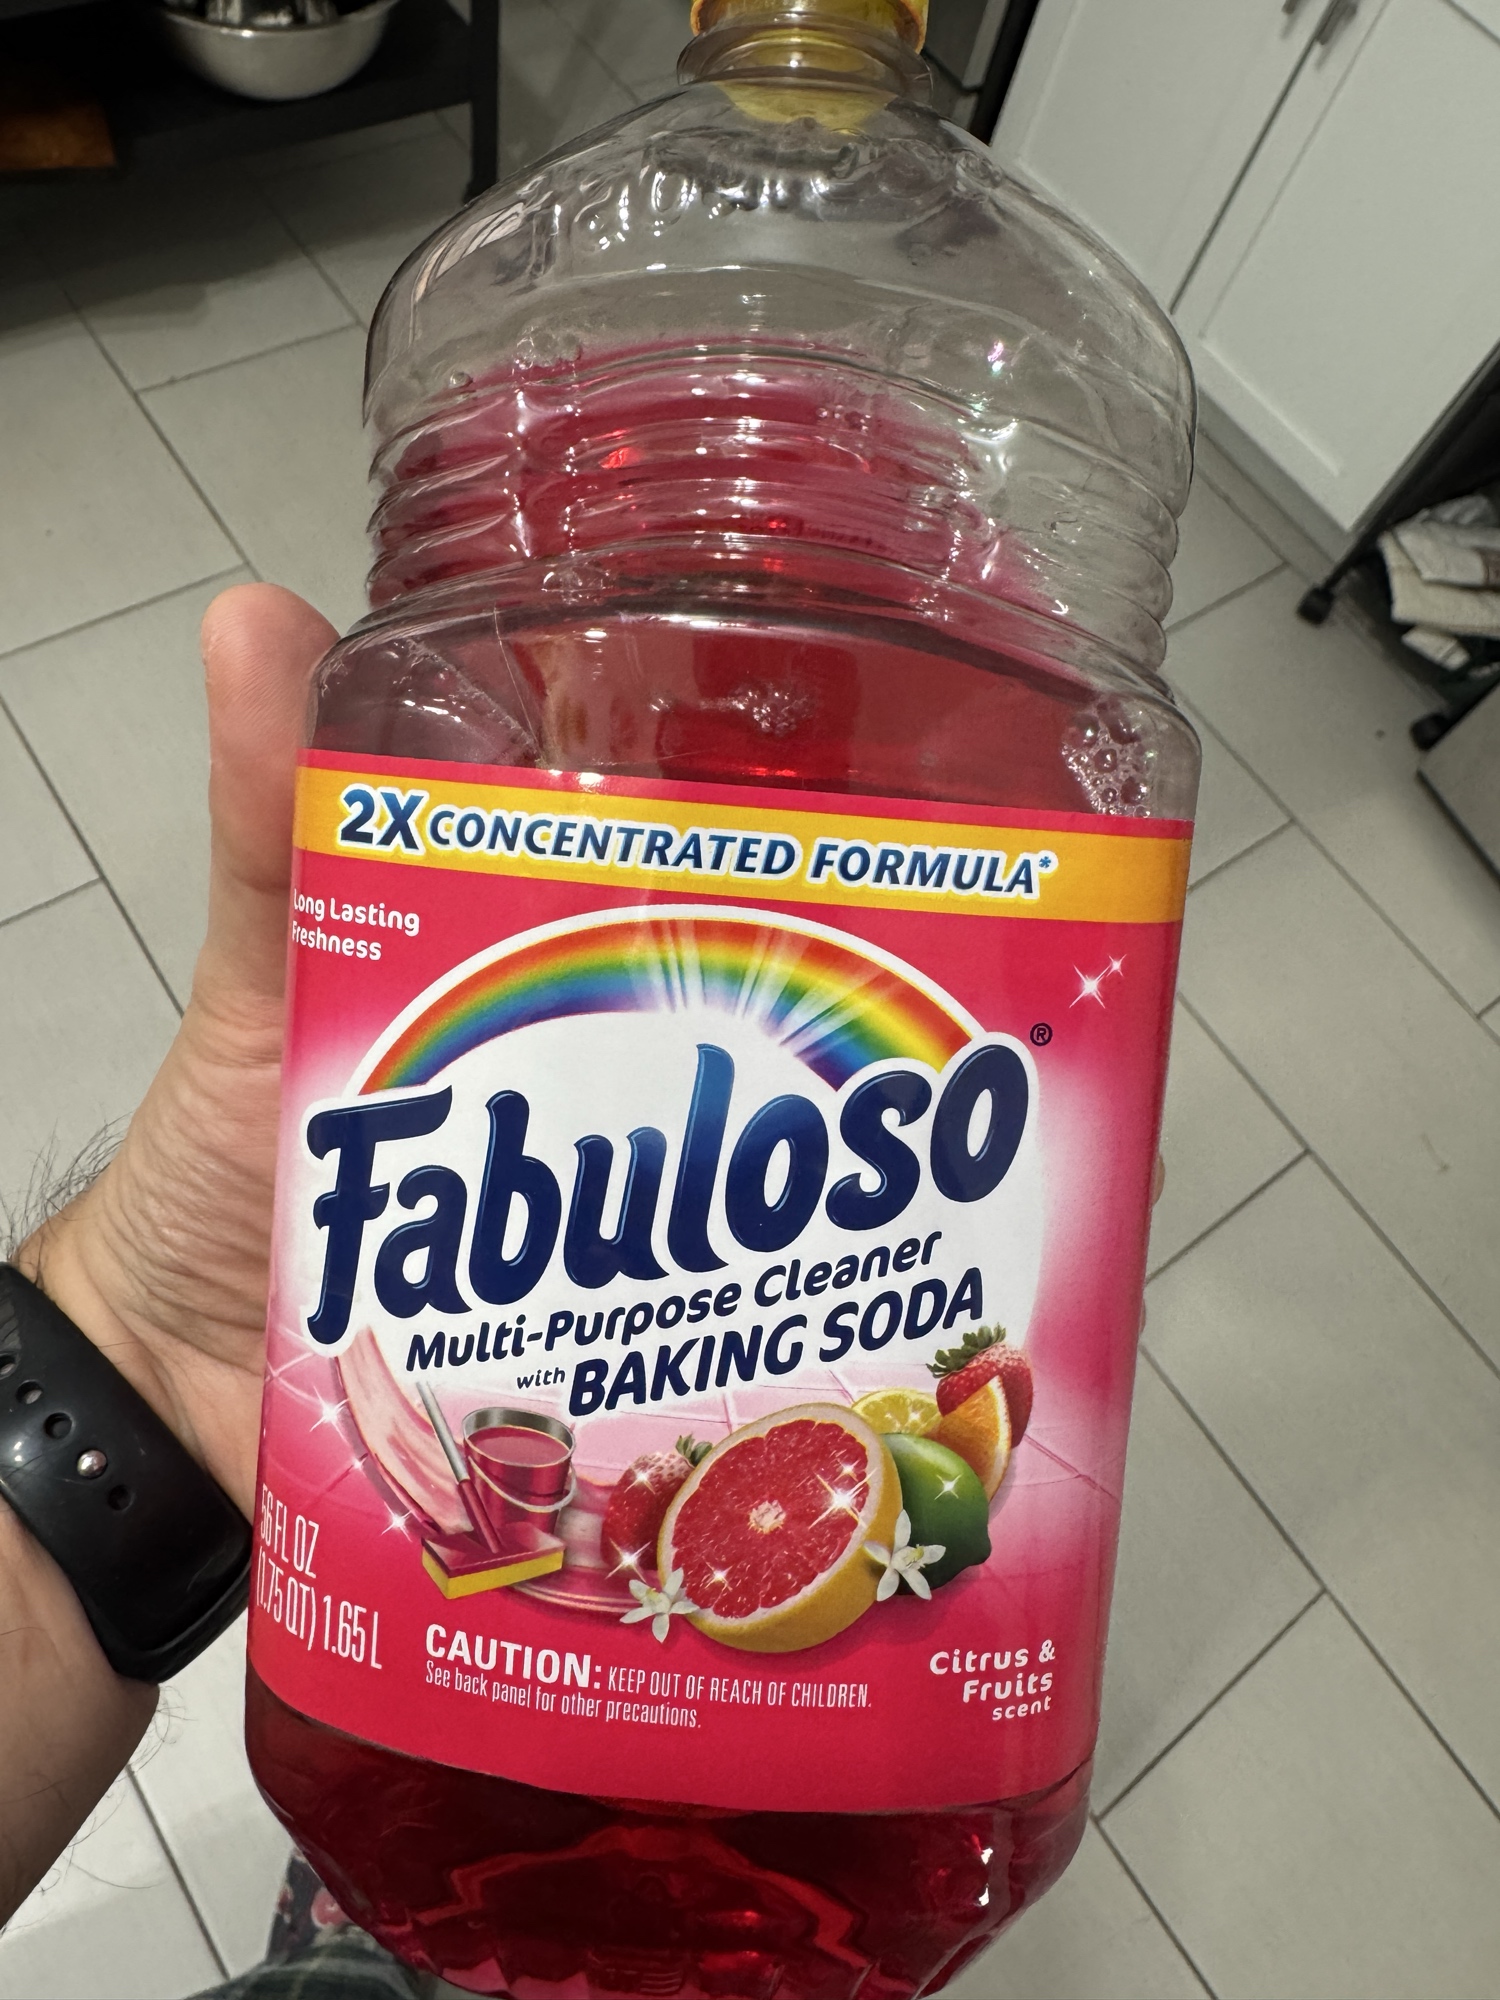 2X CONCENTRATED FORMULA*
Long Lasting
Freshness
Fabuloso®
Multi-Purpose Cleaner
with BAKING SODA
56 FL OZ
(1.75 QT) 1.65 L
CAUTION: KEEP OUT OF REACH OF CHILDREN.
See back panel for other precautions.
Citrus &
Fruits
scent